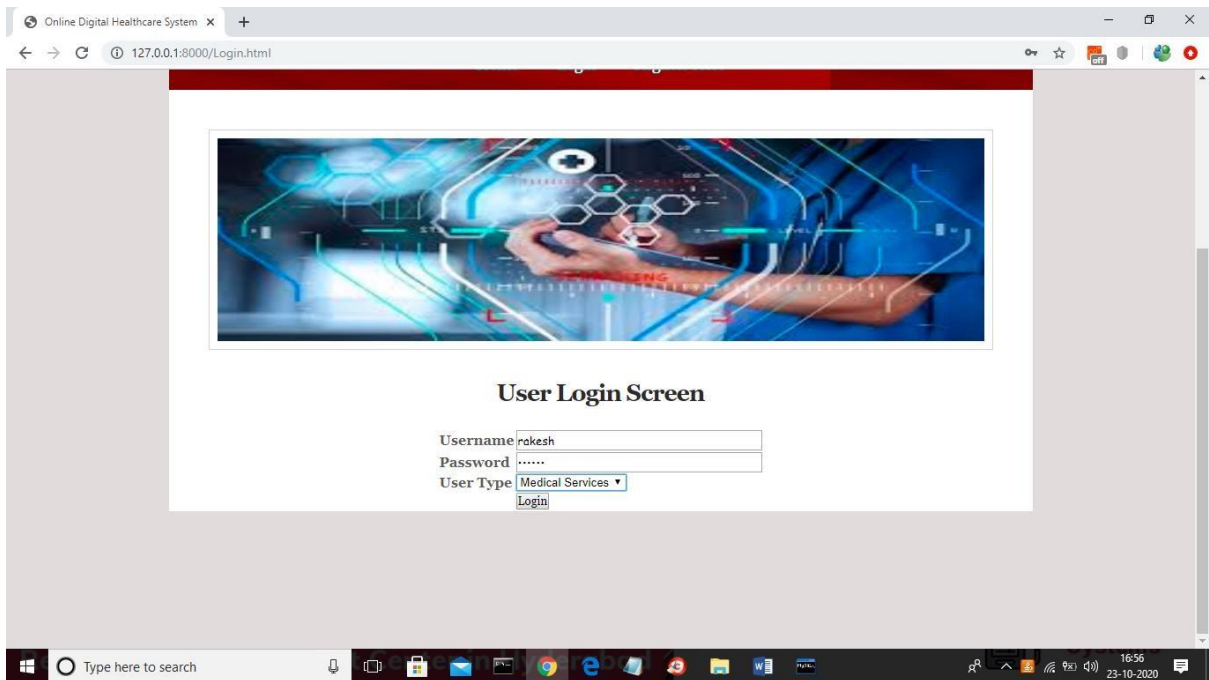 Online Digital Healthcare System
127.0.0.1:8000/Login.html
off
User Login Screen
Username rakesh
Password ······
User Type Medical Services
Login
Type here to search
16:56
23-10-2020